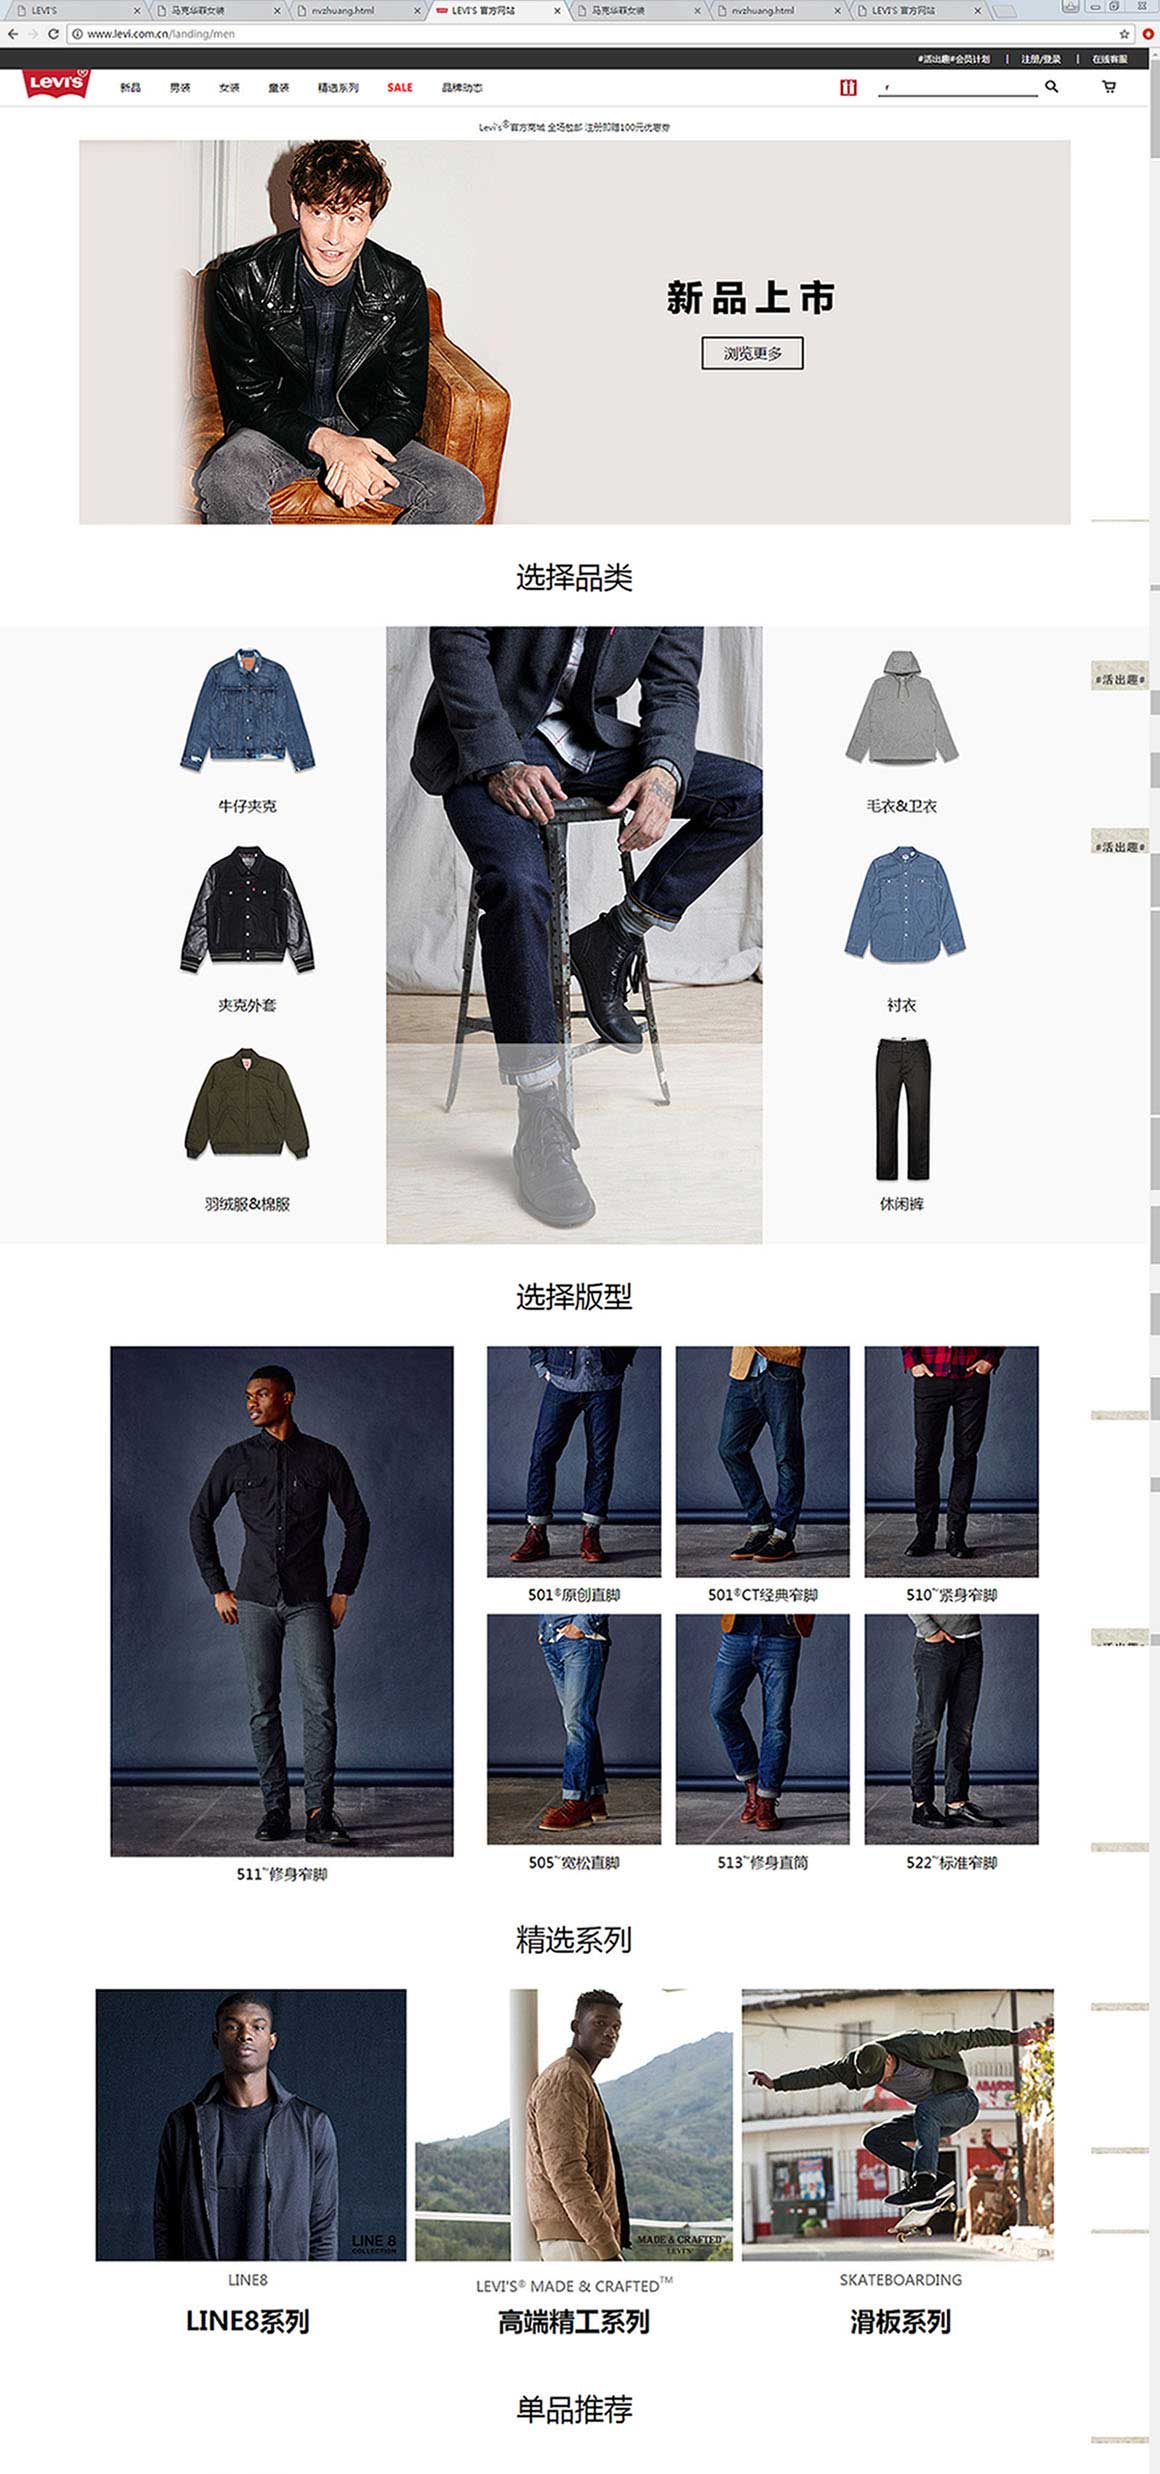 LEVI'S
马克华菲女装
nvzhuang.html
LEVI'S 官方网站
马克华菲女装
nvzhuang.html
LEVI'S 官方网站
www.levi.com.cn/landing/men
#活出趣#会员计划 | 注册/登录 | 在线客服
LEVI'S
新品 男装 女装 童装 精选系列 SALE 品牌动态
Levi's®官方商城 全场包邮 注册即赠100元优惠券
新品上市
浏览更多
选择品类
#活出趣#
牛仔夹克
毛衣&卫衣
#活出趣#
夹克外套
衬衣
羽绒服&棉服
休闲裤
选择版型
501®原创直脚
501®CT经典窄脚
510™紧身窄脚
505™宽松直脚
513™修身直筒
522™标准窄脚
511™修身窄脚
精选系列
LINE 8
COLLECTION
MADE & CRAFTED™
LEVI'S®
LINE8
LEVI'S® MADE & CRAFTED™
SKATEBOARDING
LINE8系列
高端精工系列
滑板系列
单品推荐